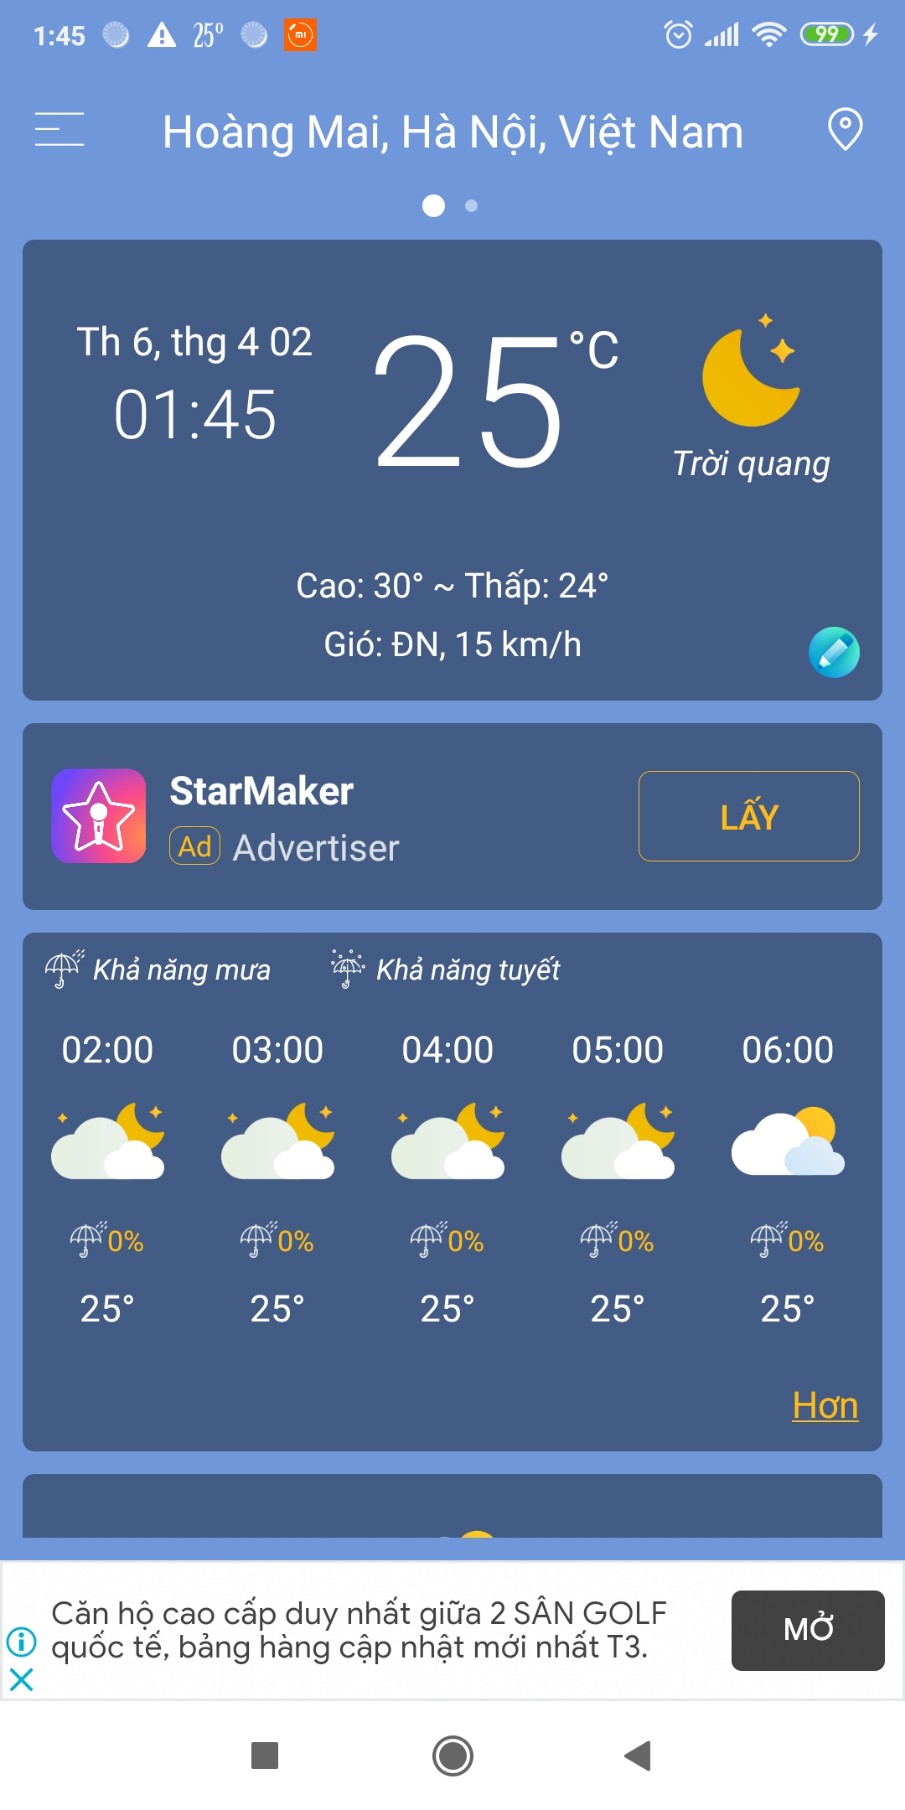 1:45 25° mi 99
Hoàng Mai, Hà Nội, Việt Nam
Th 6, thg 4 02
01:45
25°C
Trời quang
Cao: 30° ~ Thấp: 24°
Gió: ĐN, 15 km/h
StarMaker
Ad Advertiser
LẤY
Khả năng mưa Khả năng tuyết
02:00 03:00 04:00 05:00 06:00
0% 0% 0% 0% 0%
25° 25° 25° 25° 25°
Hơn
Căn hộ cao cấp duy nhất giữa 2 SÂN GOLF
quốc tế, bảng hàng cập nhật mới nhất T3.
MỞ